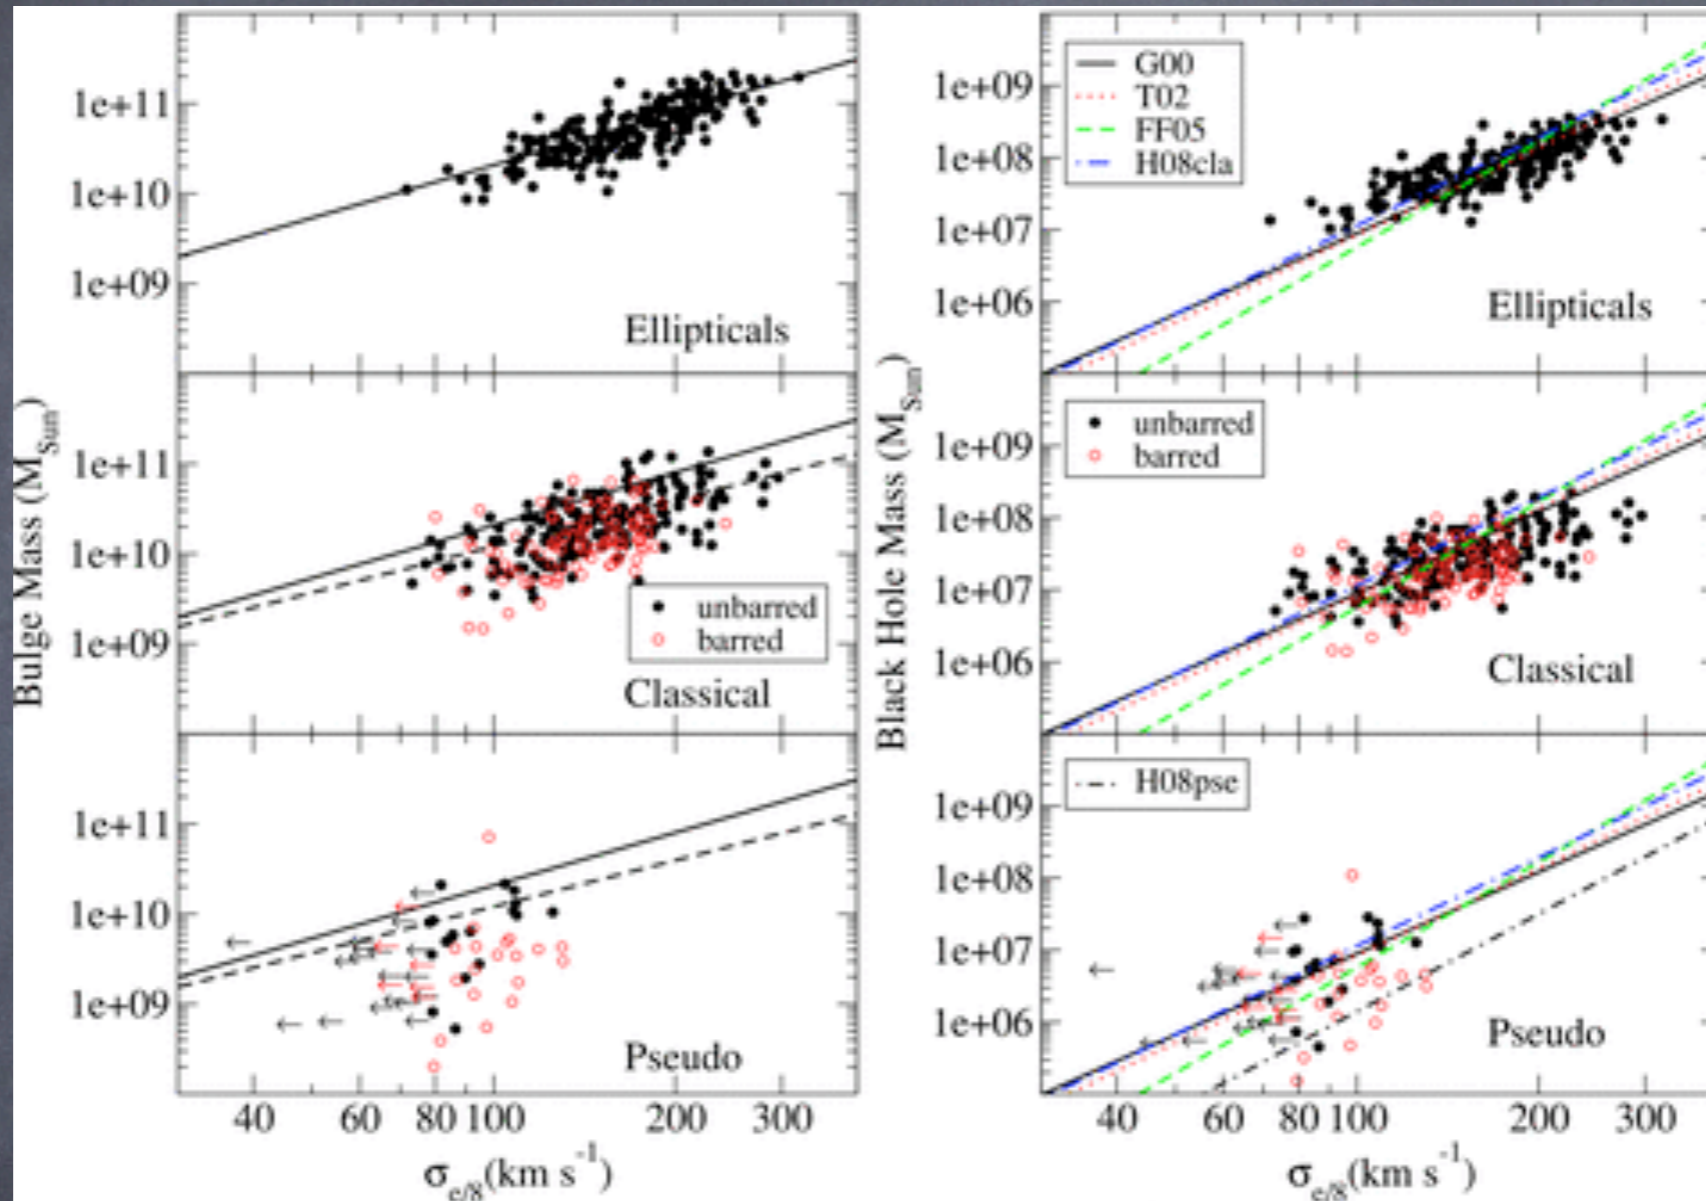 Bulge Mass (M_Sun)
1e+11
1e+10
1e+09
Ellipticals
1e+11
1e+10
1e+09
unbarred
barred
Classical
1e+11
1e+10
1e+09
Pseudo
40 60 80 100 200 300
σ_e/8 (km s^-1)
Black Hole Mass (M_Sun)
1e+09
1e+08
1e+07
1e+06
G00
T02
FF05
H08cla
Ellipticals
1e+09
1e+08
1e+07
1e+06
unbarred
barred
Classical
1e+09
1e+08
1e+07
1e+06
H08pse
Pseudo
40 60 80 100 200 300
σ_e/8 (km s^-1)